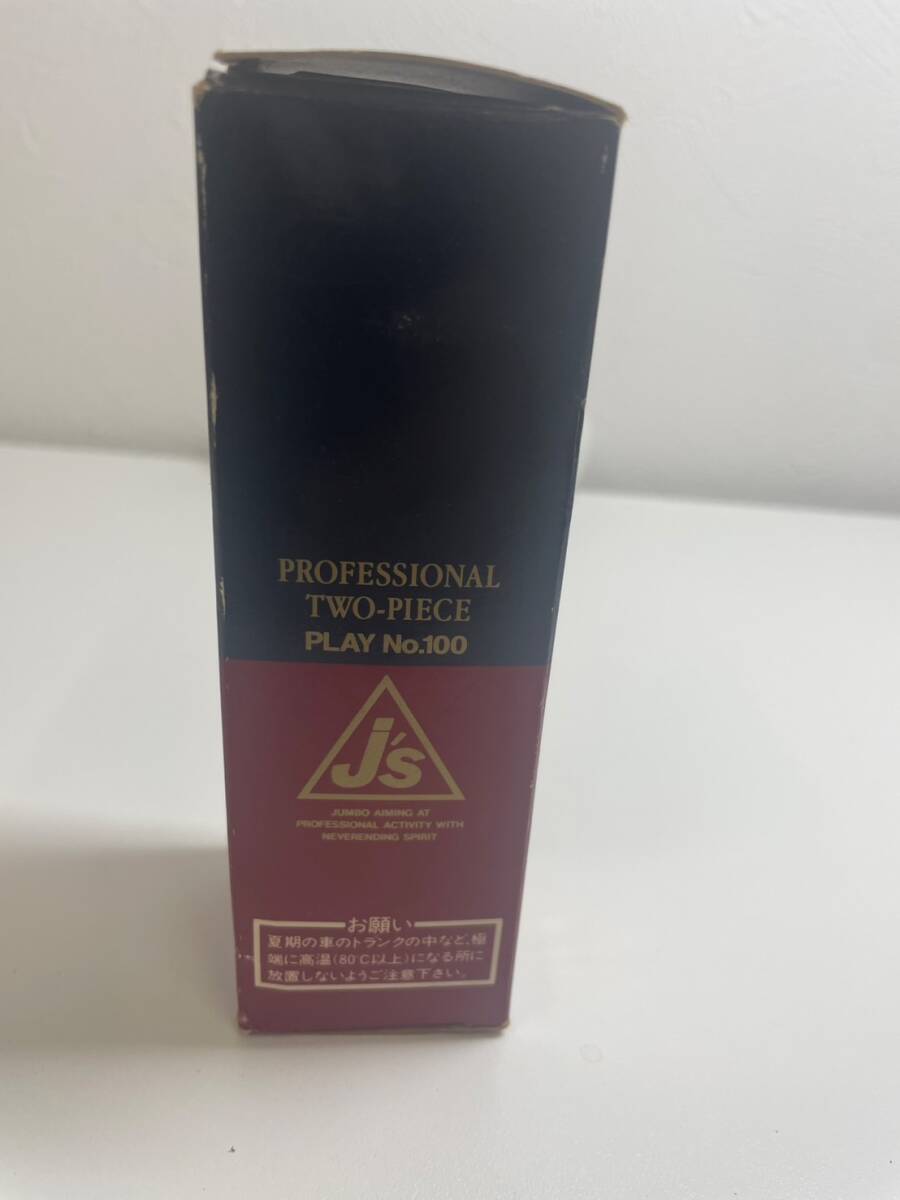 PROFESSIONAL
TWO-PIECE
PLAY No.100
J's
JUMBO AIMING AT
PROFESSIONAL ACTIVITY WITH
NEVERENDING SPIRIT
お願い
夏期の車のトランクの中など、極
端に高温(80℃以上)になる所に
放置しないようご注意下さい。